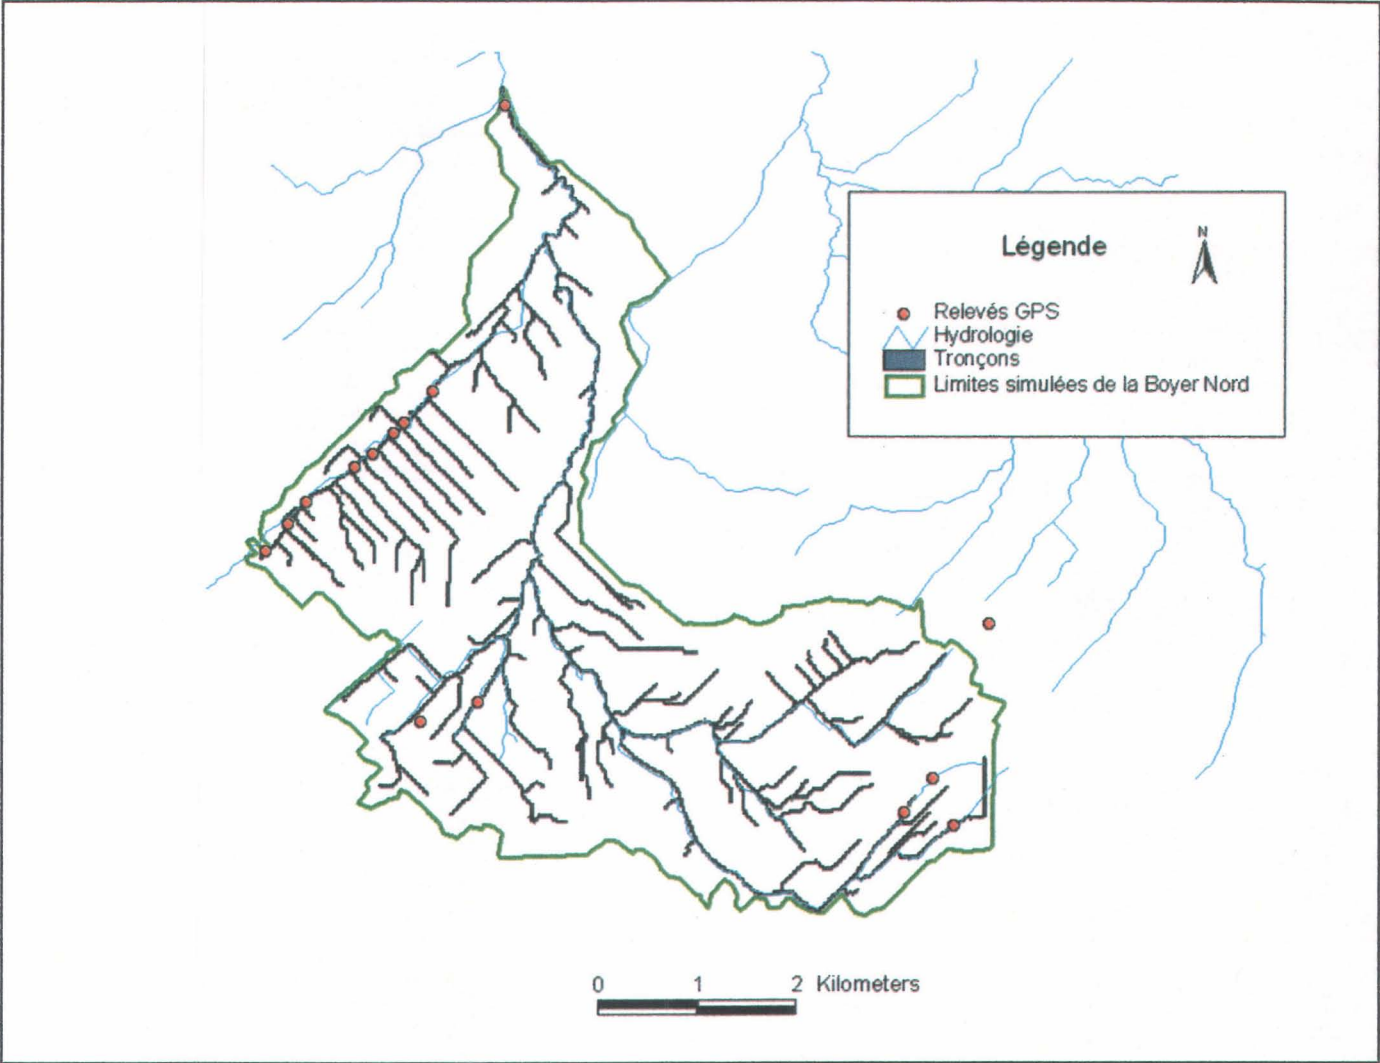 N
Légende
Relevés GPS
Hydrologie
Tronçons
Limites simulées de la Boyer Nord
0 1 2 Kilometers